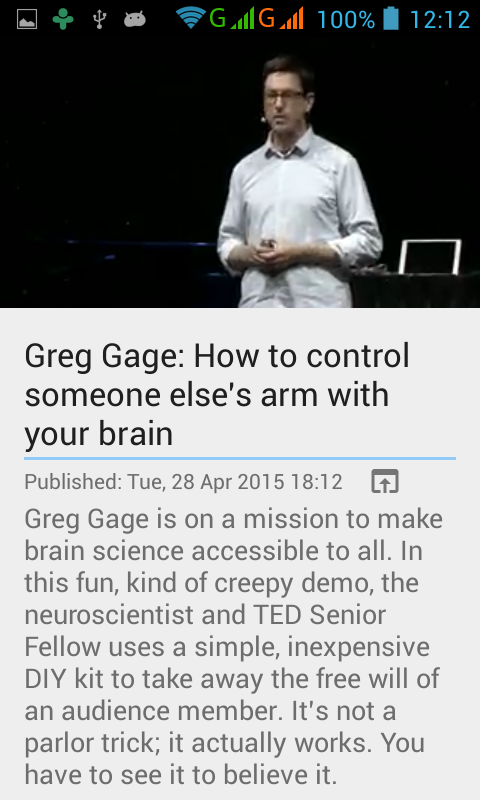 G G 100% 12:12
Greg Gage: How to control
someone else's arm with
your brain
Published: Tue, 28 Apr 2015 18:12
Greg Gage is on a mission to make
brain science accessible to all. In
this fun, kind of creepy demo, the
neuroscientist and TED Senior
Fellow uses a simple, inexpensive
DIY kit to take away the free will of
an audience member. It's not a
parlor trick; it actually works. You
have to see it to believe it.